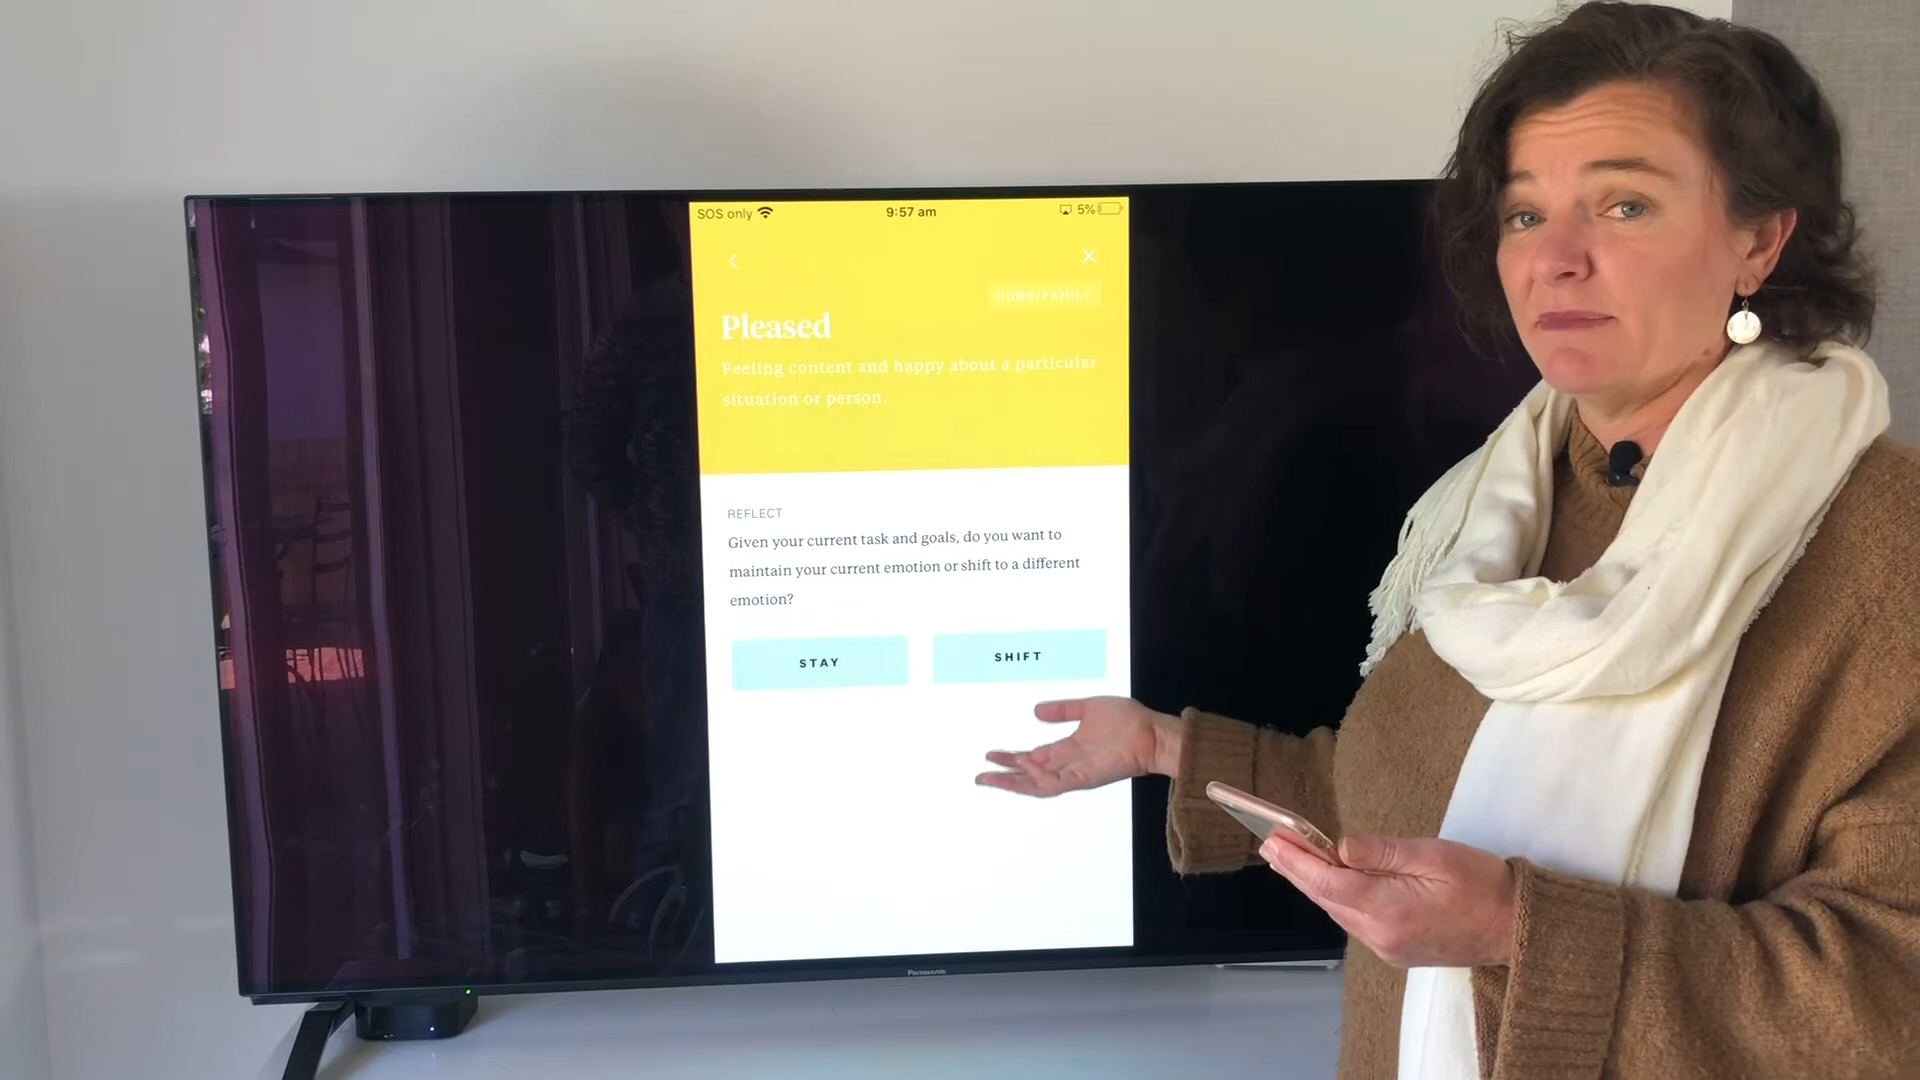 SOS only
9:57 am
5%
HOME/FAMILY
Pleased
Feeling content and happy about a particular
situation or person.
REFLECT
Given your current task and goals, do you want to
maintain your current emotion or shift to a different
emotion?
STAY
SHIFT
Panasonic